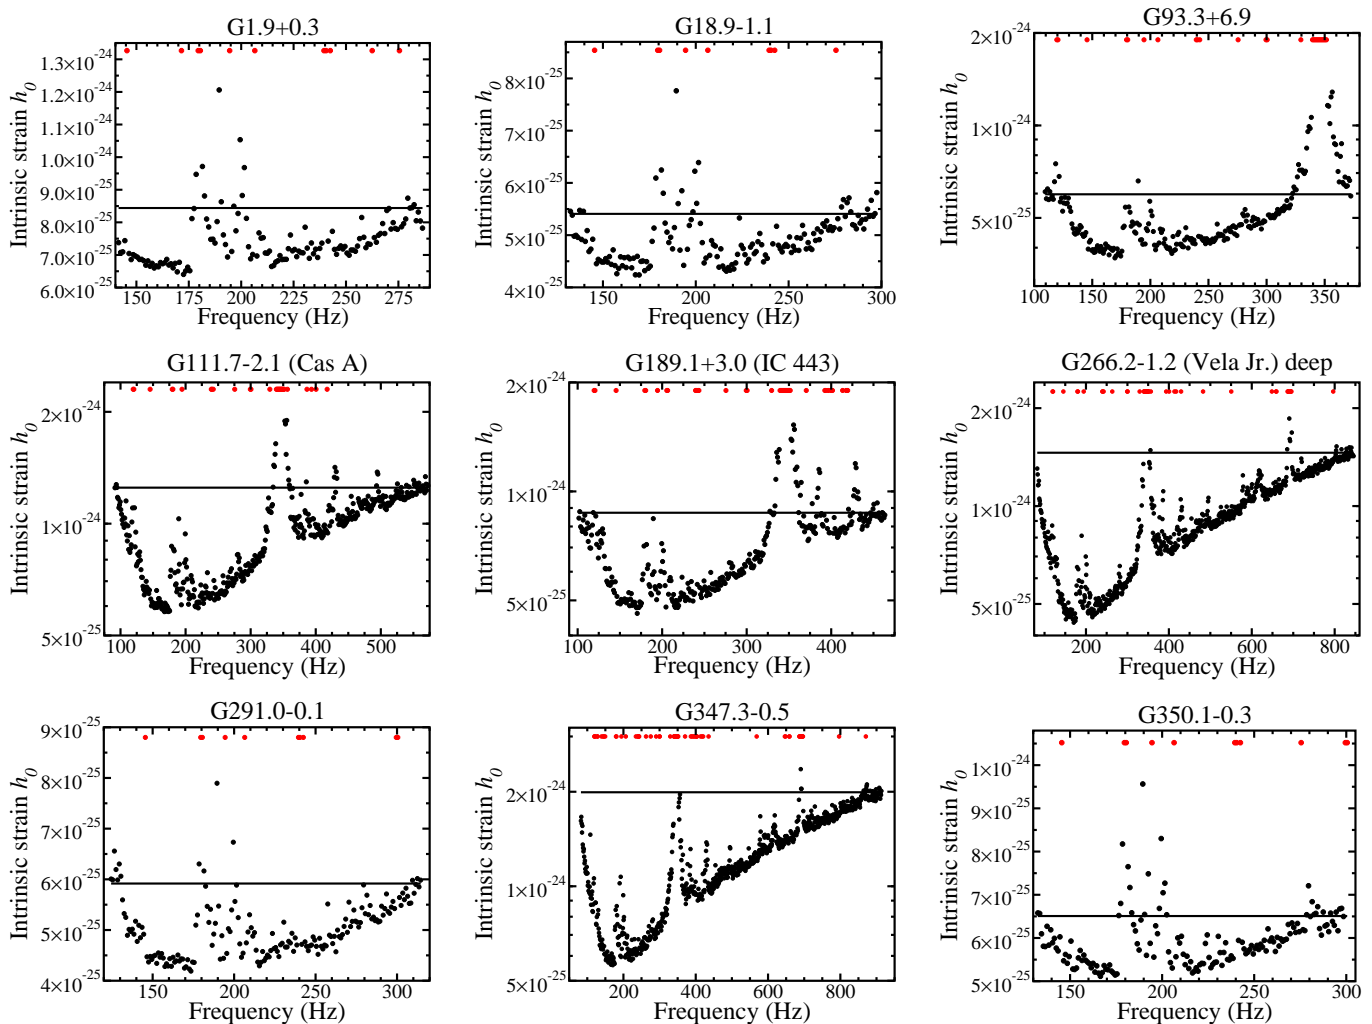 G1.9+0.3
Intrinsic strain h0
1.3×10-24
1.2×10-24
1.1×10-24
1.0×10-24
9.0×10-25
8.0×10-25
7.0×10-25
6.0×10-25
150 175 200 225 250 275
Frequency (Hz)
G18.9-1.1
Intrinsic strain h0
8×10-25
7×10-25
6×10-25
5×10-25
4×10-25
150 200 250 300
Frequency (Hz)
G93.3+6.9
Intrinsic strain h0
2×10-24
1×10-24
5×10-25
100 150 200 250 300 350
Frequency (Hz)
G111.7-2.1 (Cas A)
Intrinsic strain h0
2×10-24
1×10-24
5×10-25
100 200 300 400 500
Frequency (Hz)
G189.1+3.0 (IC 443)
Intrinsic strain h0
2×10-24
1×10-24
5×10-25
100 200 300 400
Frequency (Hz)
G266.2-1.2 (Vela Jr.) deep
Intrinsic strain h0
2×10-24
1×10-24
5×10-25
200 400 600 800
Frequency (Hz)
G291.0-0.1
Intrinsic strain h0
9×10-25
8×10-25
7×10-25
6×10-25
5×10-25
4×10-25
150 200 250 300
Frequency (Hz)
G347.3-0.5
Intrinsic strain h0
2×10-24
1×10-24
5×10-25
200 400 600 800
Frequency (Hz)
G350.1-0.3
Intrinsic strain h0
1×10-24
9×10-25
8×10-25
7×10-25
6×10-25
5×10-25
150 200 250 300
Frequency (Hz)